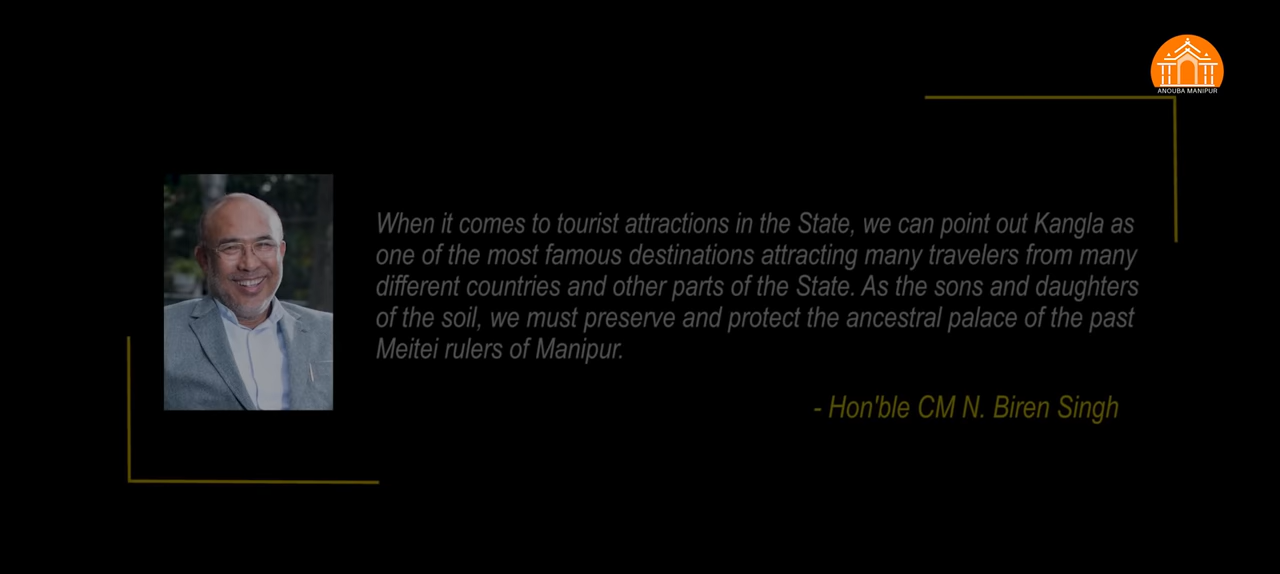 ANOUBA MANIPUR
When it comes to tourist attractions in the State, we can point out Kangla as
one of the most famous destinations attracting many travelers from many
different countries and other parts of the State. As the sons and daughters
of the soil, we must preserve and protect the ancestral palace of the past
Meitei rulers of Manipur.
- Hon'ble CM N. Biren Singh